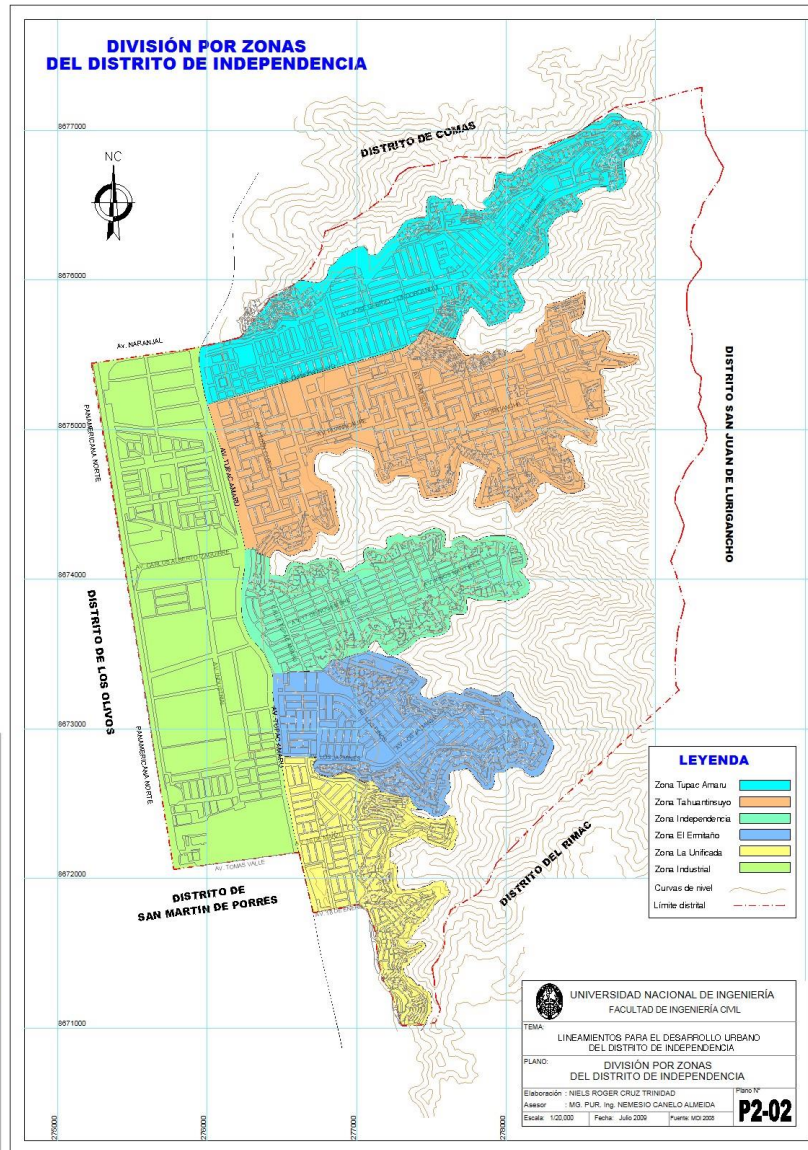 DIVISIÓN POR ZONAS
DEL DISTRITO DE INDEPENDENCIA
NC
8677000
8676000
8675000
8674000
8673000
8672000
8671000
275000
276000
277000
278000
DISTRITO DE COMAS
DISTRITO SAN JUAN DE LURIGANCHO
DISTRITO DEL RIMAC
DISTRITO DE
SAN MARTIN DE PORRES
DISTRITO DE LOS OLIVOS
AV. NARANJAL
PANAMERICANA NORTE
PANAMERICANA NORTE
AV. TUPAC AMARU
AV. TUPAC AMARU
AV. INDUSTRIAL
AV. TOMAS VALLE
LEYENDA
Zona Tupac Amaru
Zona Tahuantinsuyo
Zona Independencia
Zona El Ermitaño
Zona La Unificada
Zona Industrial
Curvas de nivel
Límite distrital
UNIVERSIDAD NACIONAL DE INGENIERÍA
FACULTAD DE INGENIERÍA CIVIL
TEMA:
LINEAMIENTOS PARA EL DESARROLLO URBANO
DEL DISTRITO DE INDEPENDENCIA
PLANO:
DIVISIÓN POR ZONAS
DEL DISTRITO DE INDEPENDENCIA
Elaboración : NIELS ROGER CRUZ TRINIDAD
Asesor : MG. PUR. Ing. NEMESIO CANELO ALMEIDA
Escala: 1/20,000 Fecha: Julio 2009 Fuente: MDI 2008
Plano Nº
P2-02